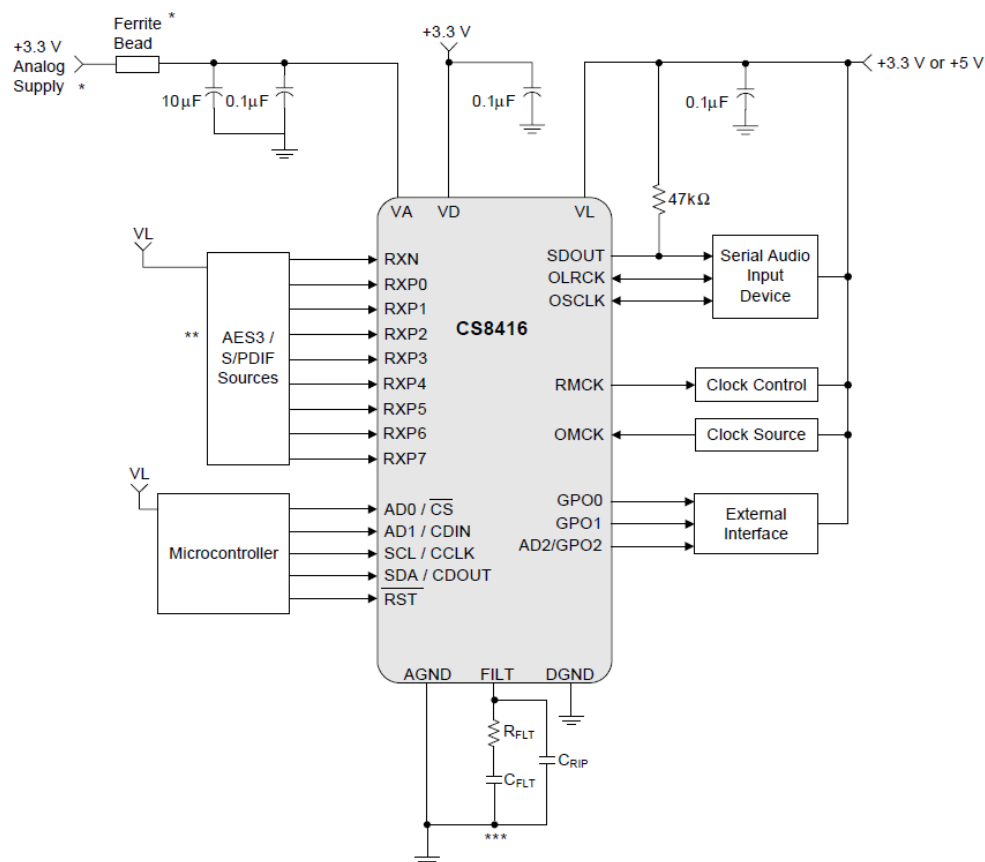 Ferrite *
Bead
+3.3 V
Analog
Supply *
10µF
0.1µF
+3.3 V
0.1µF
+3.3 V or +5 V
0.1µF
47kΩ
VA
VD
VL
CS8416
VL
**
AES3 /
S/PDIF
Sources
RXN
RXP0
RXP1
RXP2
RXP3
RXP4
RXP5
RXP6
RXP7
VL
Microcontroller
AD0 / C̅S̅
AD1 / CDIN
SCL / CCLK
SDA / CDOUT
R̅S̅T̅
SDOUT
OLRCK
OSCLK
Serial Audio
Input
Device
RMCK
Clock Control
OMCK
Clock Source
GPO0
GPO1
AD2/GPO2
External
Interface
AGND
FILT
DGND
RFLT
CFLT
CRIP
***